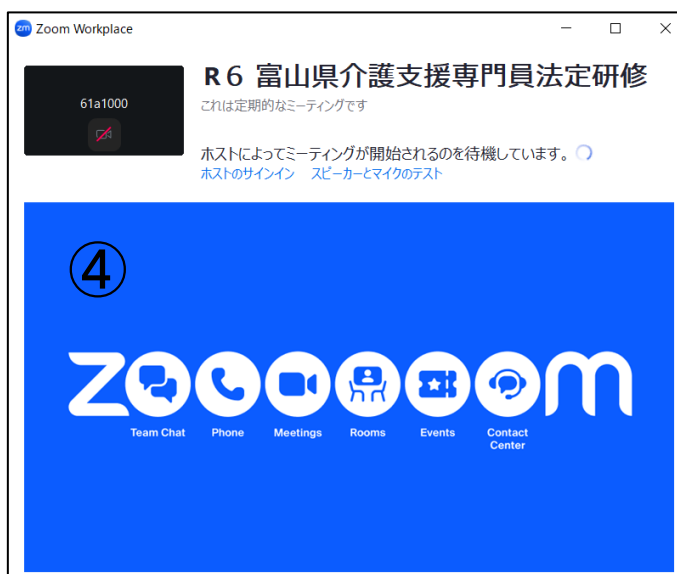 Zoom Workplace
R6 富山県介護支援専門員法定研修
61a1000
これは定期的なミーティングです
ホストによってミーティングが開始されるのを待機しています。
ホストのサインイン スピーカーとマイクのテスト
④
zoooooom
Team Chat Phone Meetings Rooms Events Contact Center